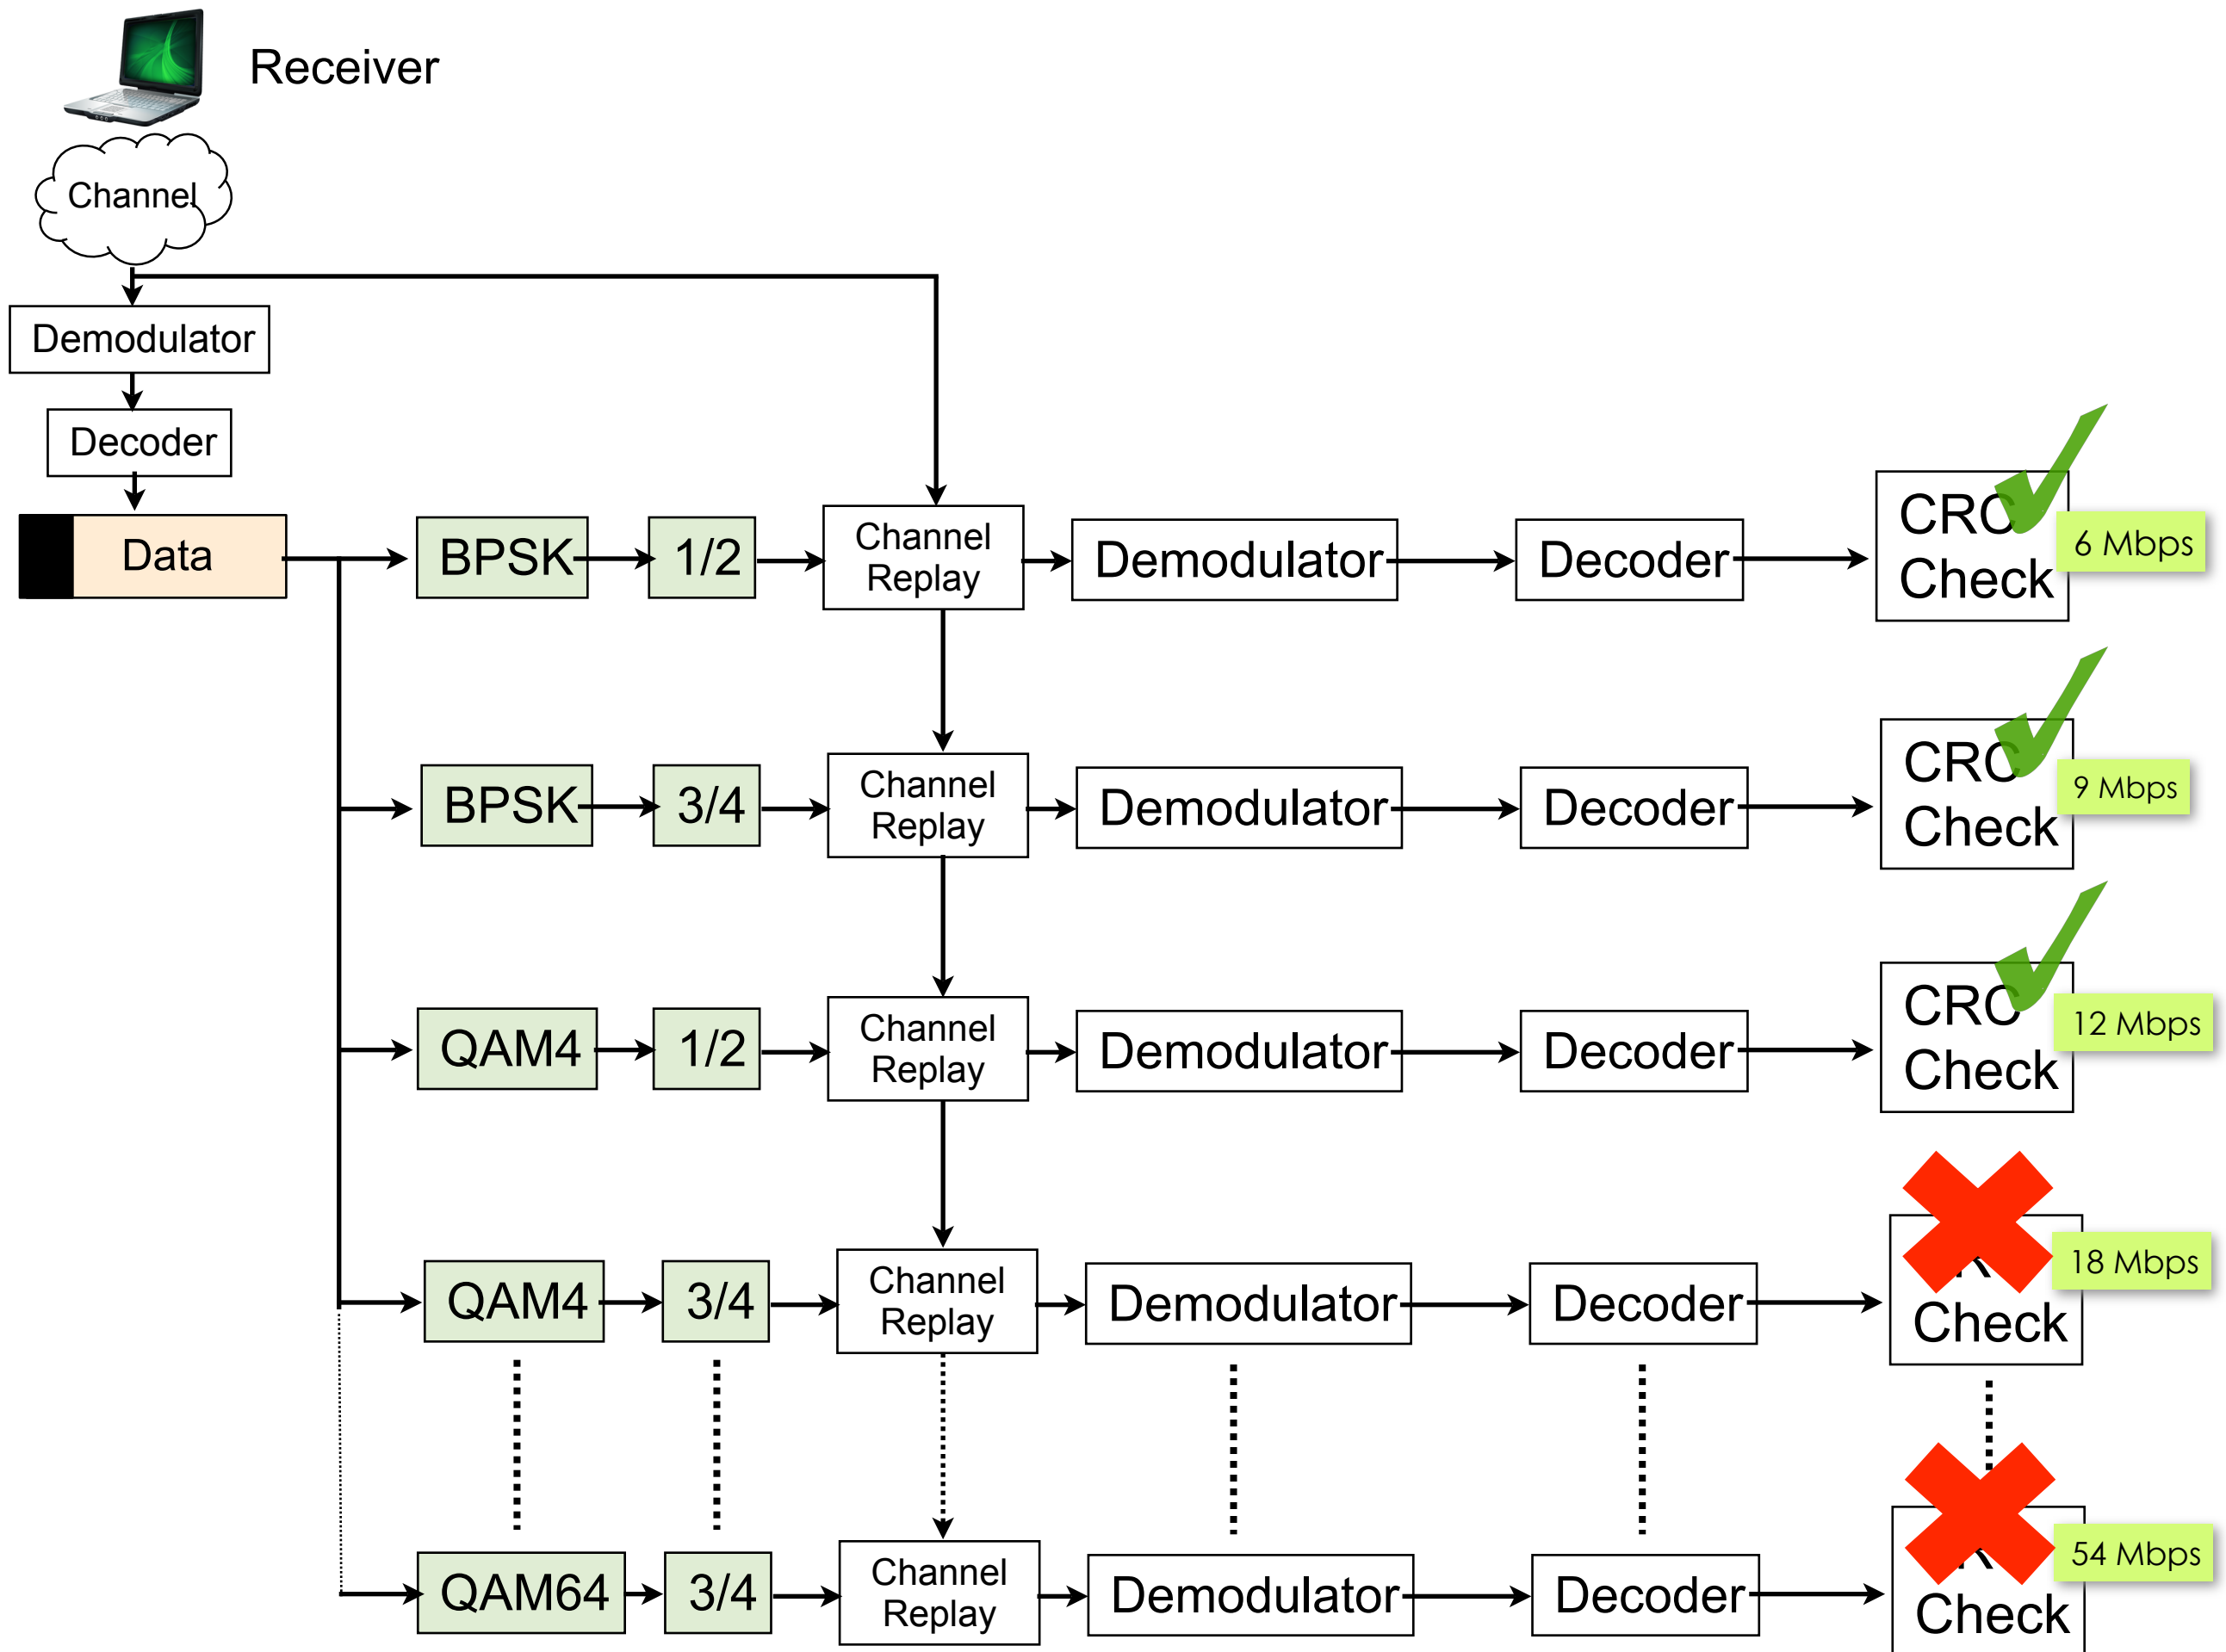 Receiver
Channel
Demodulator
Decoder
Data
BPSK
1/2
Channel
Replay
Demodulator
Decoder
CRC
Check
6 Mbps
BPSK
3/4
Channel
Replay
Demodulator
Decoder
CRC
Check
9 Mbps
QAM4
1/2
Channel
Replay
Demodulator
Decoder
CRC
Check
12 Mbps
QAM4
3/4
Channel
Replay
Demodulator
Decoder
Check
18 Mbps
QAM64
3/4
Channel
Replay
Demodulator
Decoder
Check
54 Mbps